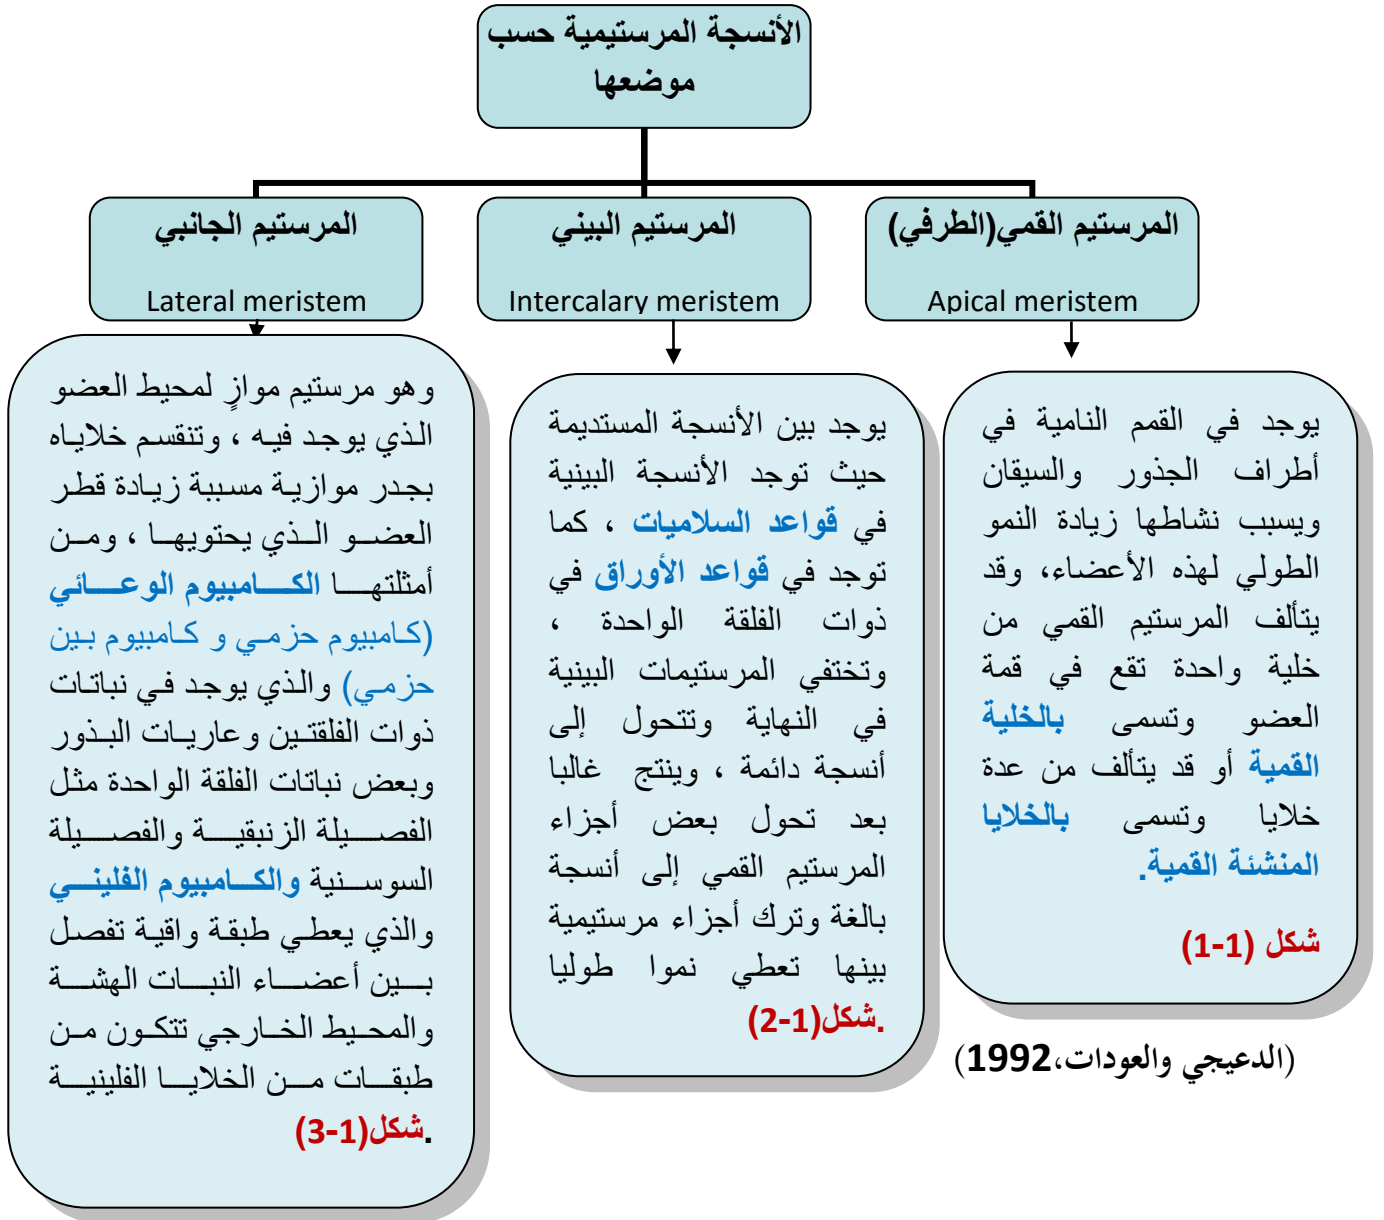 الأنسجة المرستيمية حسب
موضعها
المرستيم القمي(الطرفي)
Apical meristem
المرستيم البيني
Intercalary meristem
المرستيم الجانبي
Lateral meristem
يوجد في القمم النامية في
أطراف الجذور والسيقان
ويسبب نشاطها زيادة النمو
الطولي لهذه الأعضاء، وقد
يتألف المرستيم القمي من
خلية واحدة تقع في قمة
العضو وتسمى بالخلية
القمية أو قد يتألف من عدة
خلايا وتسمى بالخلايا
المنشئة القمية.
شكل (1-1)
يوجد بين الأنسجة المستديمة
حيث توجد الأنسجة البينية
في قواعد السلاميات ، كما
توجد في قواعد الأوراق في
ذوات الفلقة الواحدة ،
وتختفي المرستيمات البينية
في النهاية وتتحول إلى
أنسجة دائمة ، وينتج غالبا
بعد تحول بعض أجزاء
المرستيم القمي إلى أنسجة
بالغة وترك أجزاء مرستيمية
بينها تعطي نموا طوليا
.شكل(1-2)
وهو مرستيم موازٍ لمحيط العضو
الذي يوجد فيه ، وتنقسم خلاياه
بجدر موازية مسببة زيادة قطر
العضو الذي يحتويها ، ومن
أمثلتها الكامبيوم الوعائي
(كامبيوم حزمي و كامبيوم بين
حزمي) والذي يوجد في نباتات
ذوات الفلقتين وعاريات البذور
وبعض نباتات الفلقة الواحدة مثل
الفصيلة الزنبقية والفصيلة
السوسنية والكامبيوم الفليني
والذي يعطي طبقة واقية تفصل
بين أعضاء النبات الهشة
والمحيط الخارجي تتكون من
طبقات من الخلايا الفلينية
.شكل(1-3)
(الدعيجي والعودات،1992)